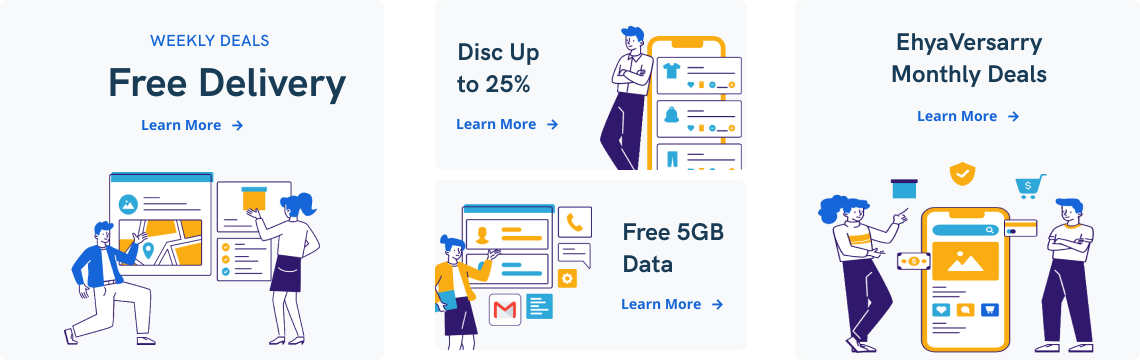 WEEKLY DEALS
Free Delivery
Learn More →
Disc Up
to 25%
Learn More →
Free 5GB
Data
Learn More →
EhyaVersarry
Monthly Deals
Learn More →
$
$